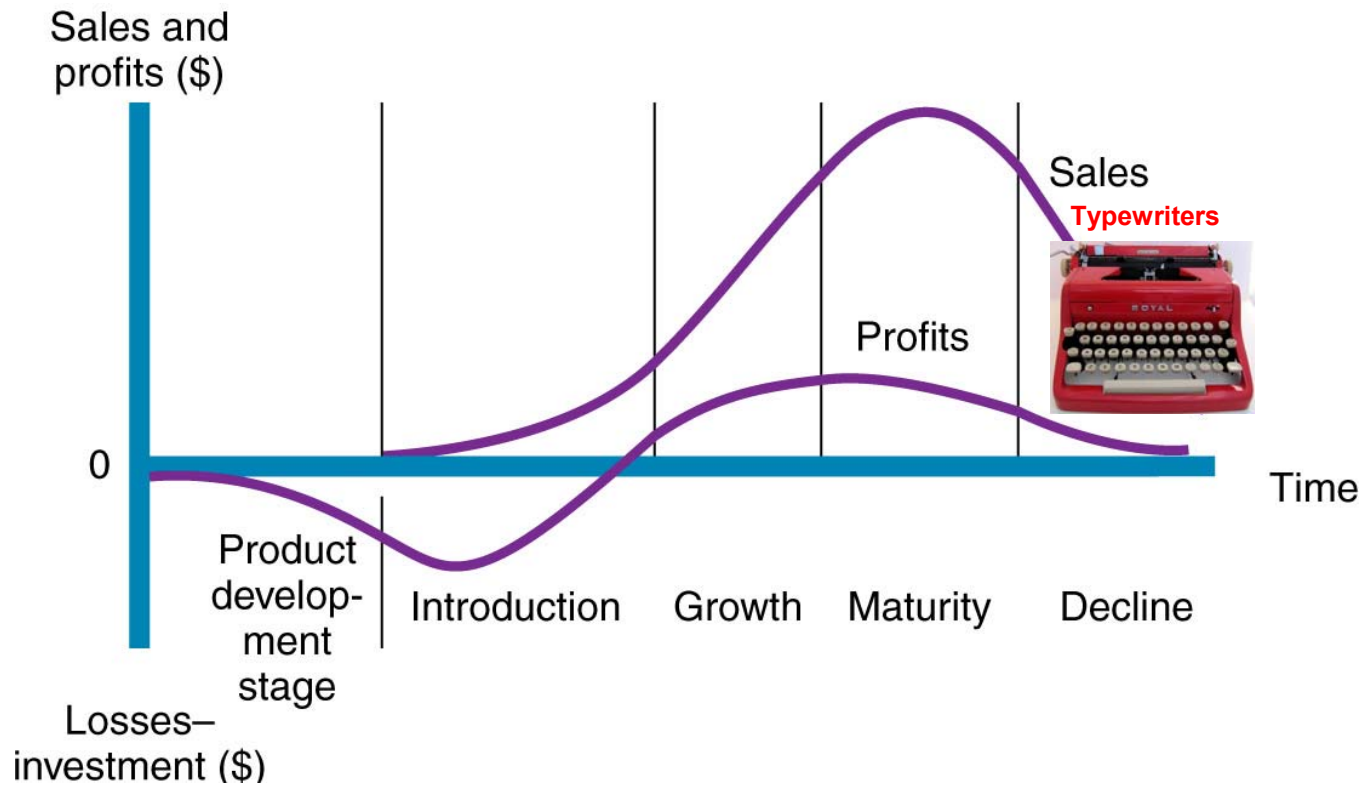 Sales and
profits ($)
Sales
Typewriters
ROYAL
Profits
0
Time
Product
develop-
ment
stage
Introduction
Growth
Maturity
Decline
Losses–
investment ($)